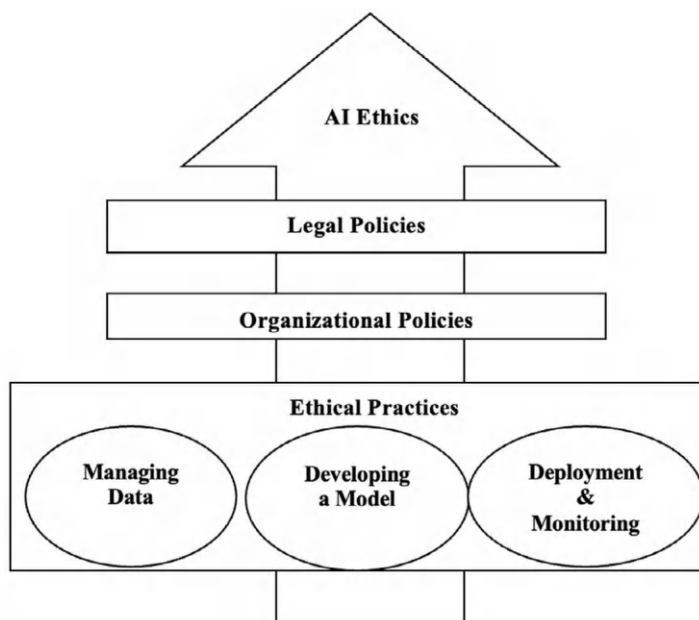 AI Ethics
Legal Policies
Organizational Policies
Ethical Practices
Managing
Data
Developing
a Model
Deployment
&
Monitoring